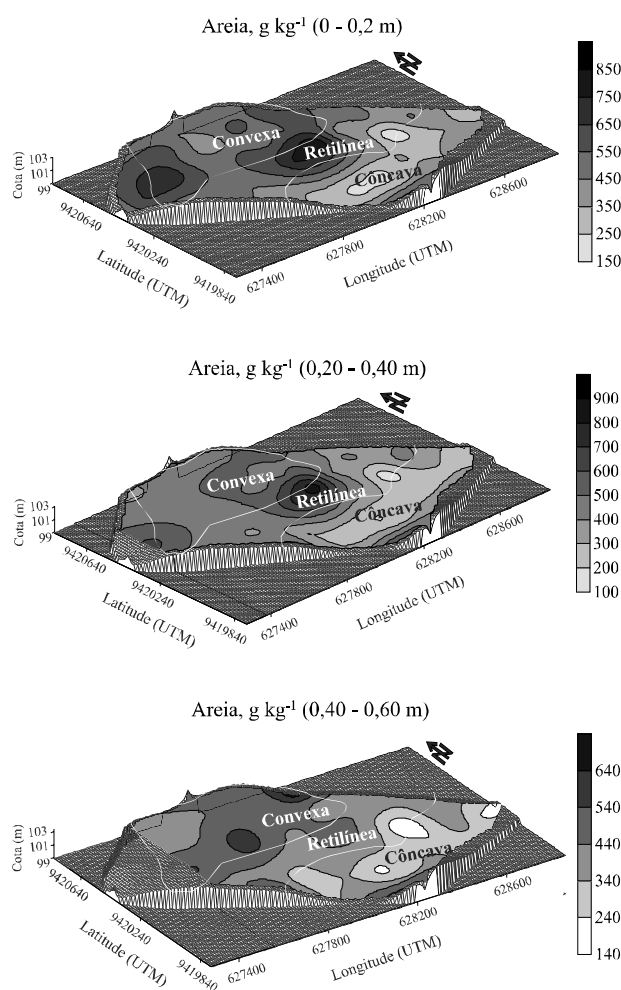 Areia, g kg⁻¹ (0 - 0,2 m)
N
Convexa
Retilínea
Côncava
Cota (m)
103
101
99
9420640
9420240
9419840
Latitude (UTM)
627400
627800
628200
628600
Longitude (UTM)
850
750
650
550
450
350
250
150
Areia, g kg⁻¹ (0,20 - 0,40 m)
N
Convexa
Retilínea
Côncava
Cota (m)
103
101
99
9420640
9420240
9419840
Latitude (UTM)
627400
627800
628200
628600
Longitude (UTM)
900
800
700
600
500
400
300
200
100
Areia, g kg⁻¹ (0,40 - 0,60 m)
N
Convexa
Retilínea
Côncava
Cota (m)
103
101
99
9420640
9420240
9419840
Latitude (UTM)
627400
627800
628200
628600
Longitude (UTM)
640
540
440
340
240
140